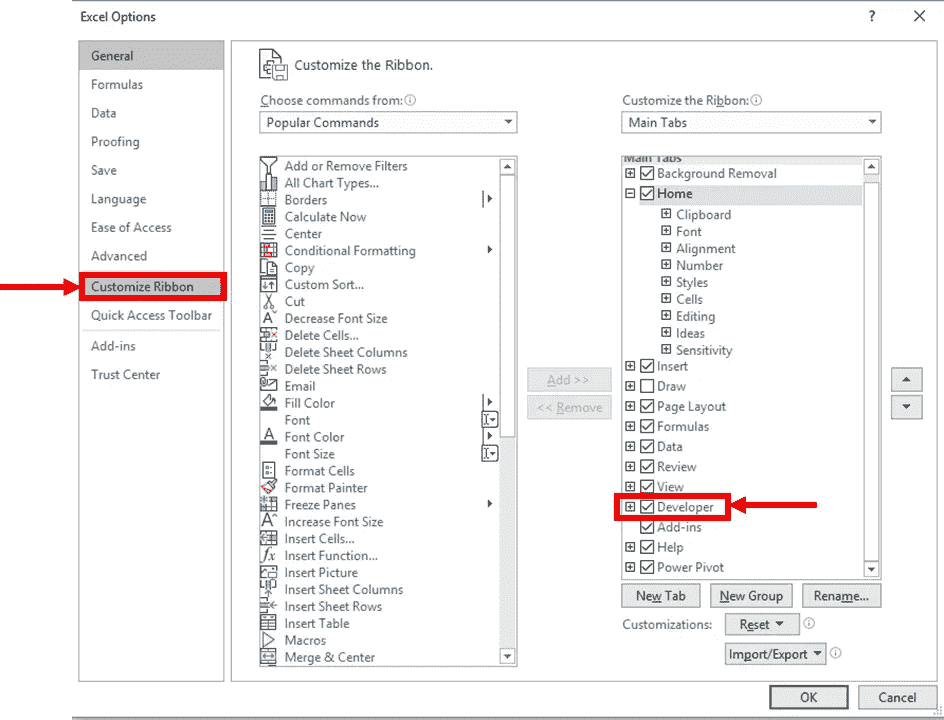 Excel Options
?
General
Formulas
Data
Proofing
Save
Language
Ease of Access
Advanced
Customize Ribbon
Quick Access Toolbar
Add-ins
Trust Center
Customize the Ribbon.
Choose commands from:
Popular Commands
Add or Remove Filters
All Chart Types...
Borders
Calculate Now
Center
Conditional Formatting
Copy
Custom Sort...
Cut
Decrease Font Size
Delete Cells...
Delete Sheet Columns
Delete Sheet Rows
Email
Fill Color
Font
Font Color
Font Size
Format Cells
Format Painter
Freeze Panes
Increase Font Size
Insert Cells...
Insert Function...
Insert Picture
Insert Sheet Columns
Insert Sheet Rows
Insert Table
Macros
Merge & Center
Add >>
<< Remove
Customize the Ribbon:
Main Tabs
Main Tabs
Background Removal
Home
Clipboard
Font
Alignment
Number
Styles
Cells
Editing
Ideas
Sensitivity
Insert
Draw
Page Layout
Formulas
Data
Review
View
Developer
Add-ins
Help
Power Pivot
New Tab
New Group
Rename...
Customizations:
Reset
Import/Export
OK
Cancel